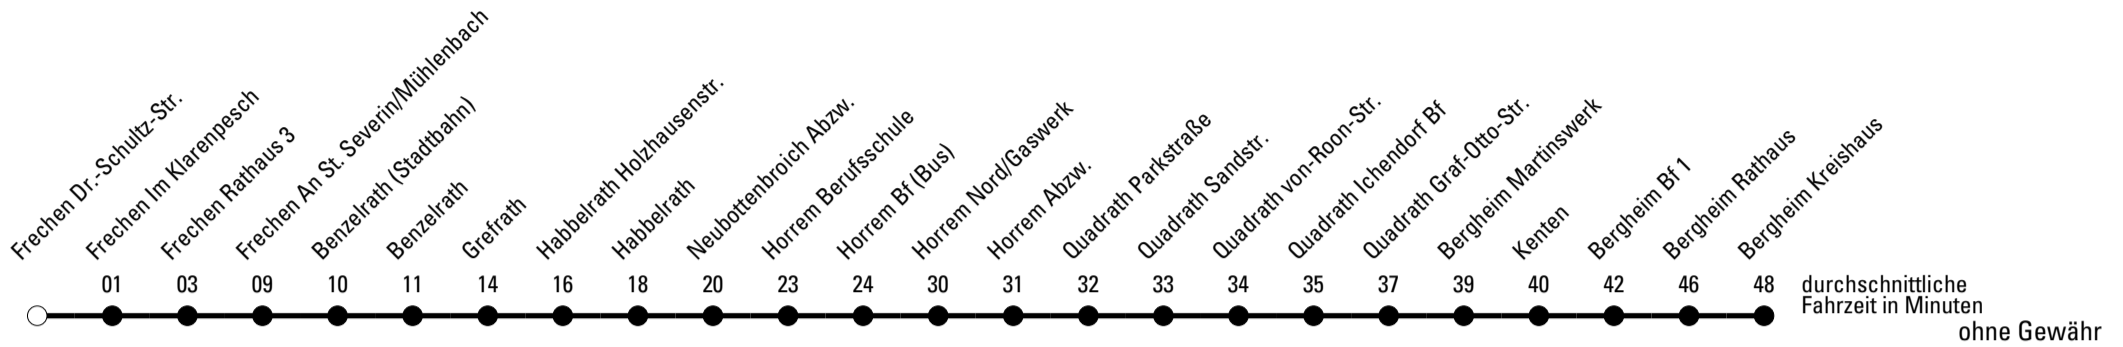 Frechen Dr.-Schultz-Str.
Frechen Im Klarenpesch
Frechen Rathaus 3
Frechen An St. Severin/Mühlenbach
Benzelrath (Stadtbahn)
Benzelrath
Grefrath
Habbelrath Holzhausenstr.
Habbelrath
Neubottenbroich Abzw.
Horrem Berufsschule
Horrem Bf (Bus)
Horrem Nord/Gaswerk
Horrem Abzw.
Quadrath Parkstraße
Quadrath Sandstr.
Quadrath von-Roon-Str.
Quadrath Ichendorf Bf
Quadrath Graf-Otto-Str.
Bergheim Martinswerk
Kenten
Bergheim Bf 1
Bergheim Rathaus
Bergheim Kreishaus
01 03 09 10 11 14 16 18 20 23 24 30 31 32 33 34 35 37 39 40 42 46 48 durchschnittliche
Fahrzeit in Minuten
ohne Gewähr